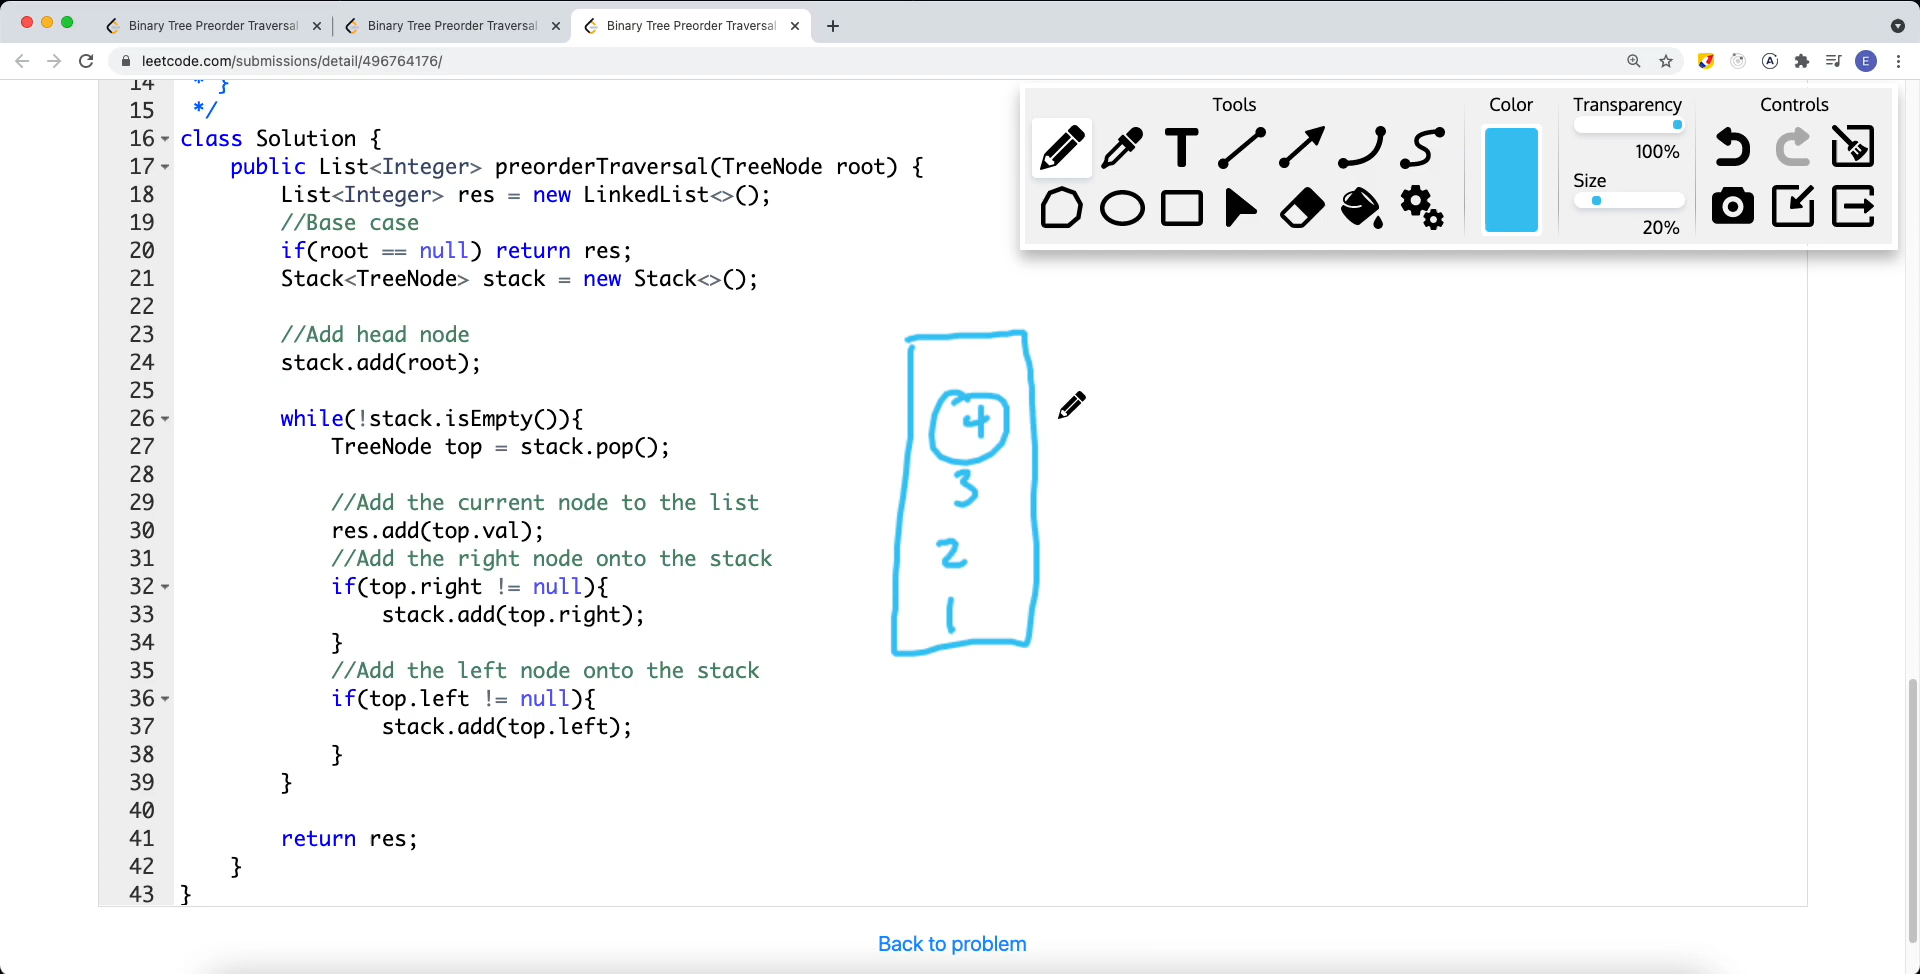 Binary Tree Preorder Traversal
Binary Tree Preorder Traversal
Binary Tree Preorder Traversal
leetcode.com/submissions/detail/496764176/
E
Tools
Color
Transparency
Controls
100%
Size
20%
14 * }
15 */
16 class Solution {
17 public List<Integer> preorderTraversal(TreeNode root) {
18 List<Integer> res = new LinkedList<>();
19 //Base case
20 if(root == null) return res;
21 Stack<TreeNode> stack = new Stack<>();
22
23 //Add head node
24 stack.add(root);
25
26 while(!stack.isEmpty()){
27 TreeNode top = stack.pop();
28
29 //Add the current node to the list
30 res.add(top.val);
31 //Add the right node onto the stack
32 if(top.right != null){
33 stack.add(top.right);
34 }
35 //Add the left node onto the stack
36 if(top.left != null){
37 stack.add(top.left);
38 }
39 }
40
41 return res;
42 }
43 }
4
3
2
1
Back to problem